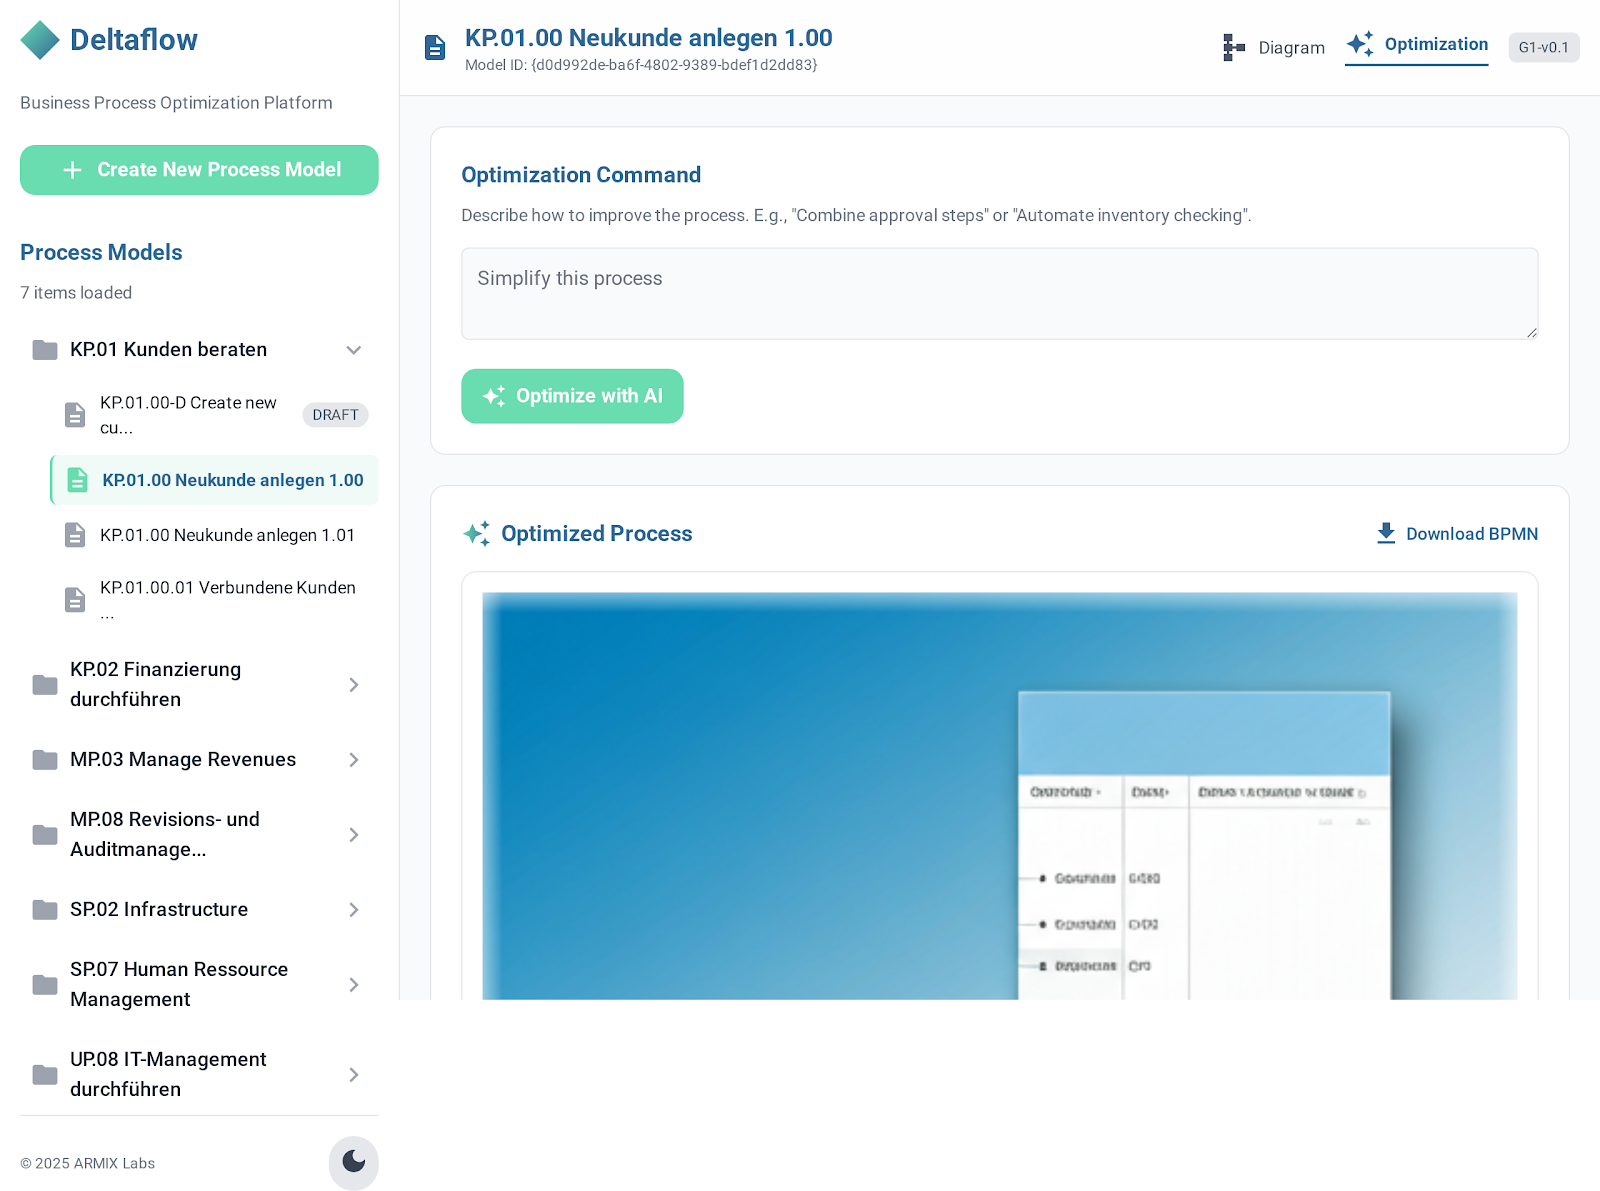 Deltaflow
Business Process Optimization Platform
Create New Process Model
Process Models
7 items loaded
KP.01 Kunden beraten
KP.01.00-D Create new
cu...
DRAFT
KP.01.00 Neukunde anlegen 1.00
KP.01.00 Neukunde anlegen 1.01
KP.01.00.01 Verbundene Kunden
...
KP.02 Finanzierung
durchführen
MP.03 Manage Revenues
MP.08 Revisions- und
Auditmanage...
SP.02 Infrastructure
SP.07 Human Ressource
Management
UP.08 IT-Management
durchführen
© 2025 ARMIX Labs
KP.01.00 Neukunde anlegen 1.00
Model ID: {d0d992de-ba6f-4802-9389-bdef1d2dd83}
Diagram
Optimization
G1-v0.1
Optimization Command
Describe how to improve the process. E.g., "Combine approval steps" or "Automate inventory checking".
Simplify this process
Optimize with AI
Optimized Process
Download BPMN